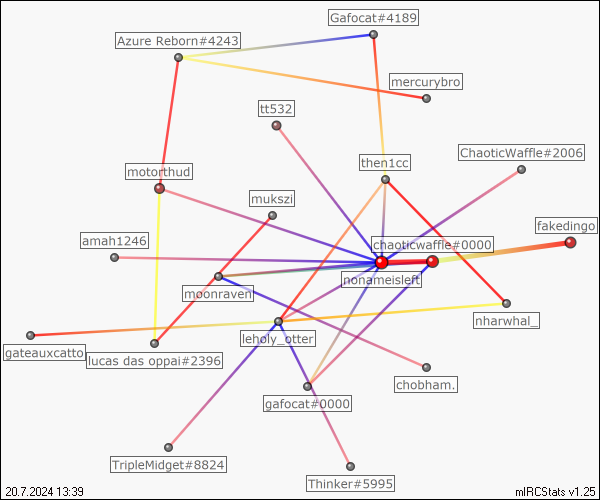 Gafocat#4189
Azure Reborn#4243
mercurybro
tt532
ChaoticWaffle#2006
then1cc
motorthud
mukszi
fakedingo
amah1246
chaoticwaffle#0000
nonameisleft
moonraven
nharwhal_
leholy_otter
gateauxcatto
lucas das oppai#2396
chobham.
gafocat#0000
TripleMidget#8824
Thinker#5995
20.7.2024 13:39
mIRCStats v1.25